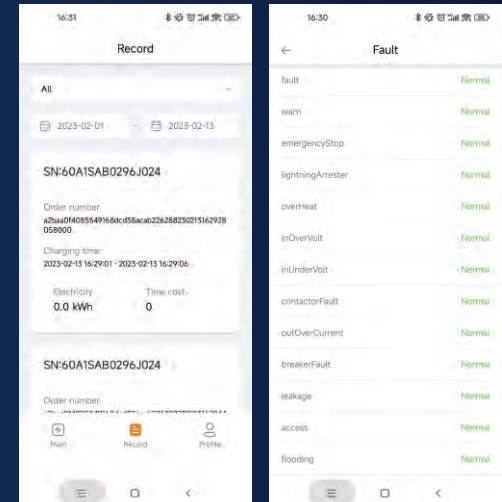 16:31
Record
All
2023-02-01 - 2023-02-13
SN:60A1SAB0296J024
Order number
058000
Charging time
2023-02-13 16:29:01 - 2023-02-13 16:29:06
Electricity
Time cost
0.0 kWh
0
SN:60A1SAB0296J024
Order number
Main
Record
Profile
16:30
Fault
fault Normal
warn Normal
emergencyStop Normal
lightningArrester Normal
overHeat Normal
inOverVolt Normal
inUnderVolt Normal
contactorFault Normal
outOverCurrent Normal
breakerFault Normal
leakage Normal
access Normal
flooding Normal